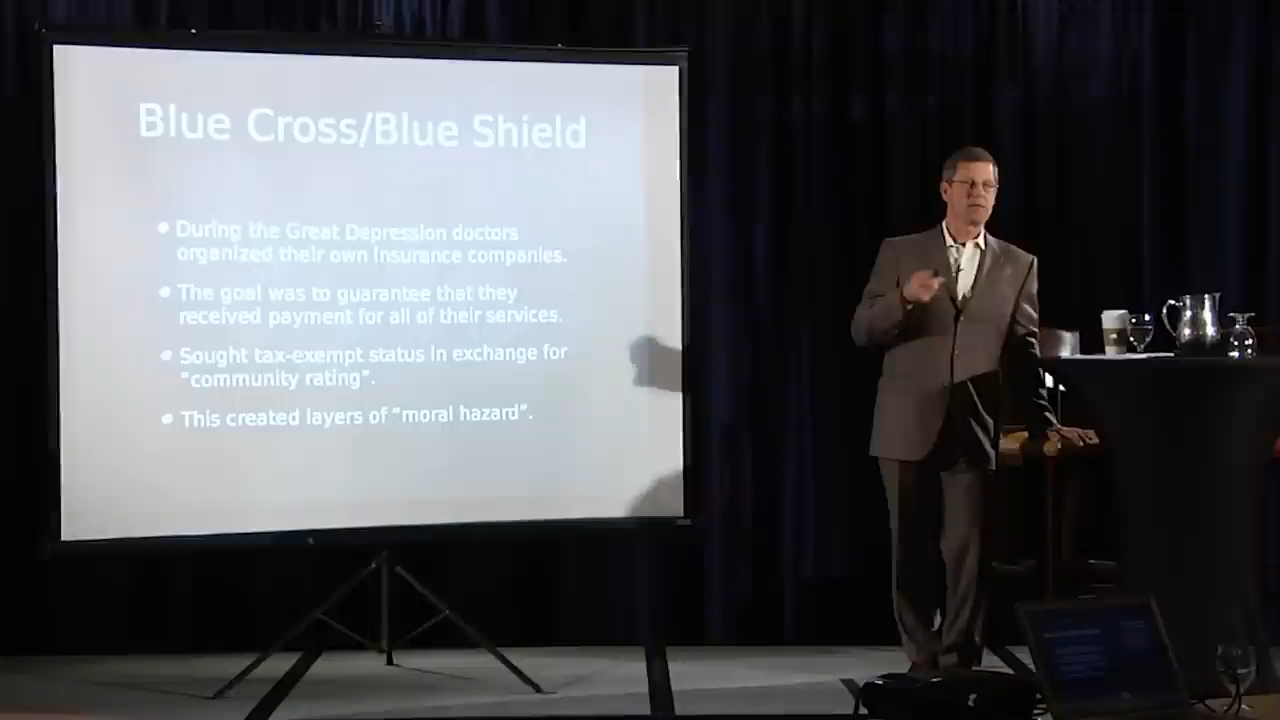 Blue Cross/Blue Shield
• During the Great Depression doctors
organized their own insurance companies.
• The goal was to guarantee that they
received payment for all of their services.
• Sought tax-exempt status in exchange for
"community rating".
• This created layers of "moral hazard".